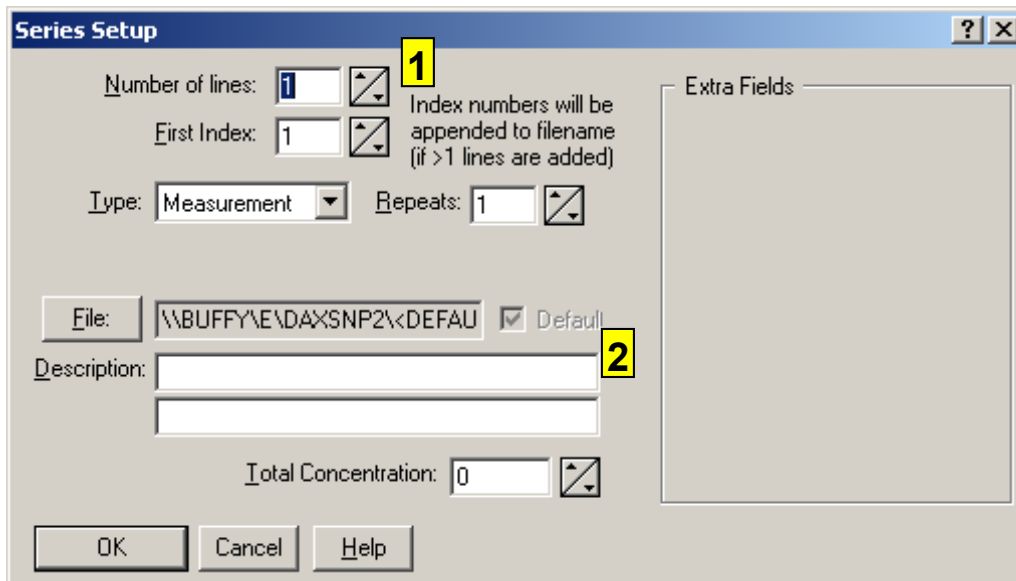 Series Setup
1
Number of lines: 1
Index numbers will be
appended to filename
(if >1 lines are added)
First Index: 1
Type: Measurement
Repeats: 1
Extra Fields
File: \\BUFFY\E\DAXSNP2\<DEFAU
Default
2
Description:
Total Concentration: 0
OK
Cancel
Help